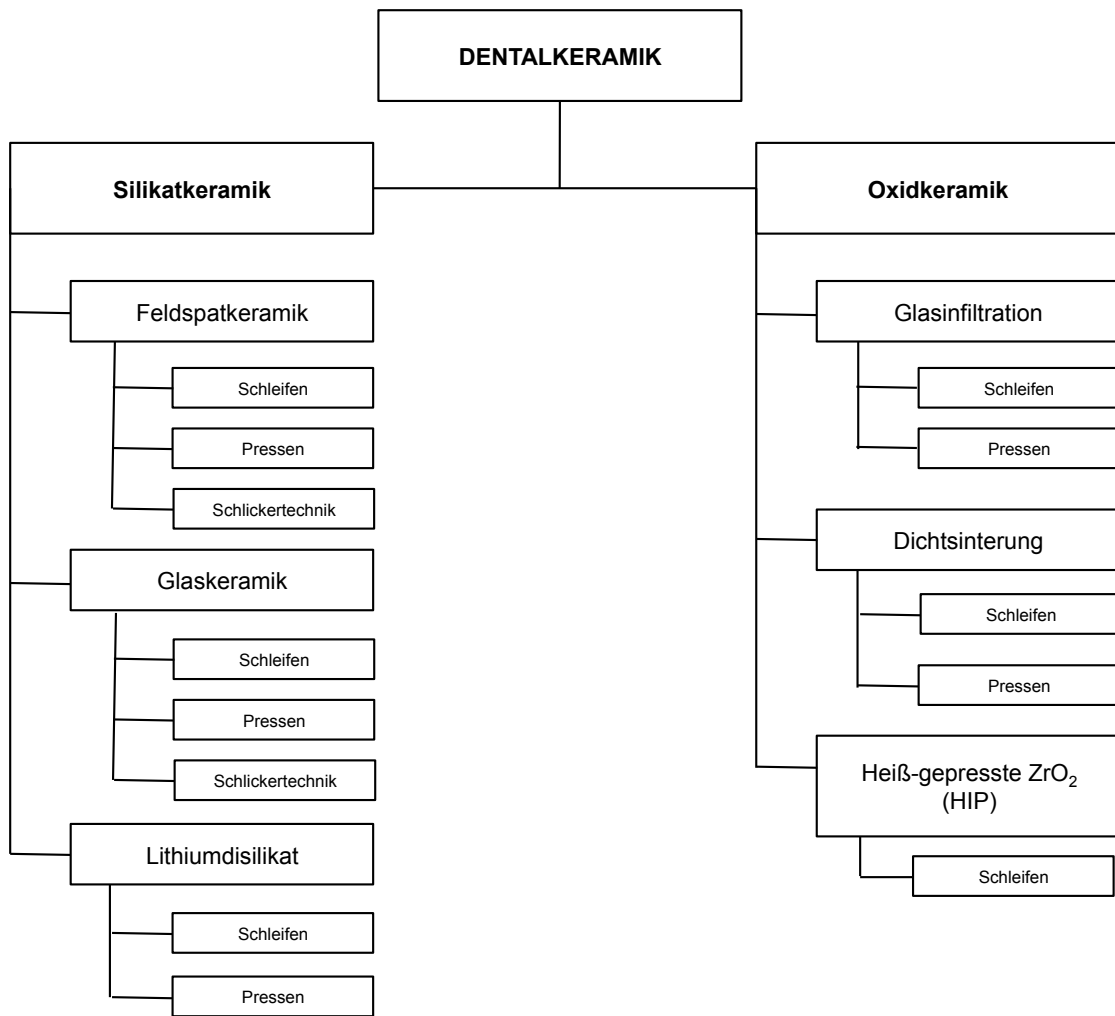 DENTALKERAMIK
Silikatkeramik
Feldspatkeramik
Schleifen
Pressen
Schlickertechnik
Glaskeramik
Schleifen
Pressen
Schlickertechnik
Lithiumdisilikat
Schleifen
Pressen
Oxidkeramik
Glasinfiltration
Schleifen
Pressen
Dichtsinterung
Schleifen
Pressen
Heiß-gepresste ZrO₂
(HIP)
Schleifen